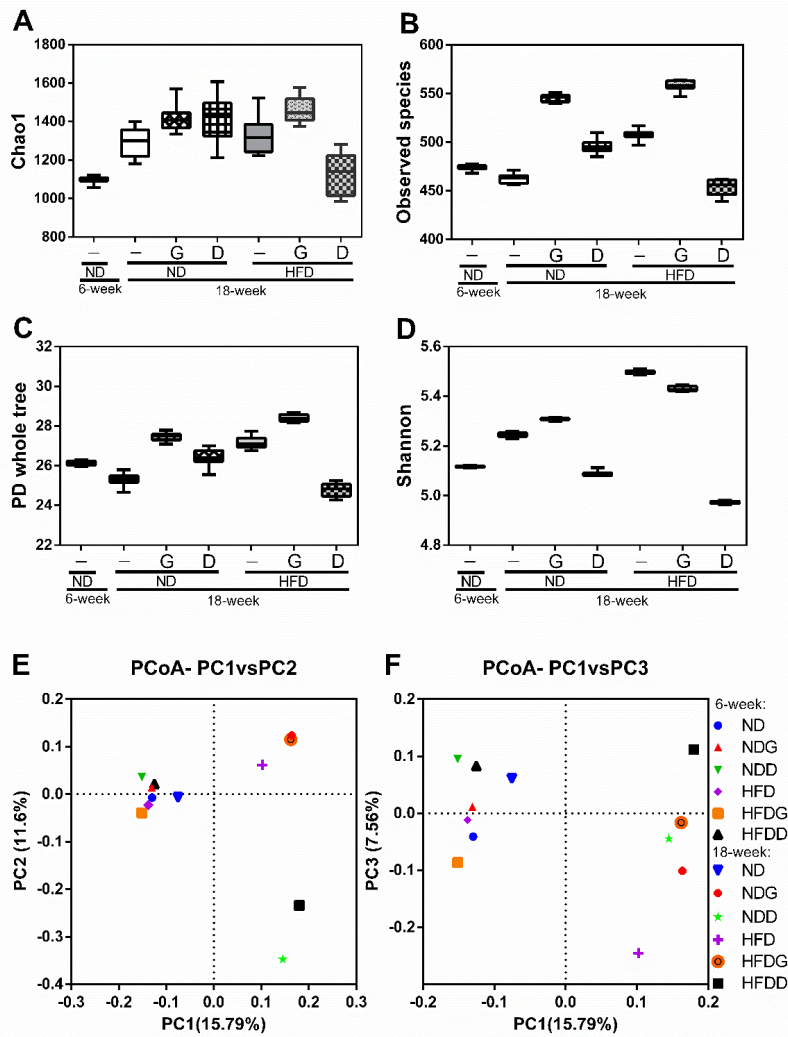 A
1800
1600
1400
1200
1000
800
Chao1
– – G D – G D
ND ND HFD
6-week 18-week
B
600
550
500
450
400
Observed species
– – G D – G D
ND ND HFD
6-week 18-week
C
32
30
28
26
24
22
PD whole tree
– – G D – G D
ND ND HFD
6-week 18-week
D
5.6
5.4
5.2
5.0
4.8
Shannon
– – G D – G D
ND ND HFD
6-week 18-week
E
PCoA- PC1vsPC2
0.2
0.1
0.0
-0.1
-0.2
-0.3
-0.4
PC2 (11.6%)
-0.3 -0.2 -0.1 0.0 0.1 0.2 0.3
PC1(15.79%)
F
PCoA- PC1vsPC3
0.2
0.1
0.0
-0.1
-0.2
PC3 (7.56%)
-0.2 -0.1 0.0 0.1 0.2
PC1(15.79%)
6-week:
ND
NDG
NDD
HFD
HFDG
HFDD
18-week:
ND
NDG
NDD
HFD
HFDG
HFDD